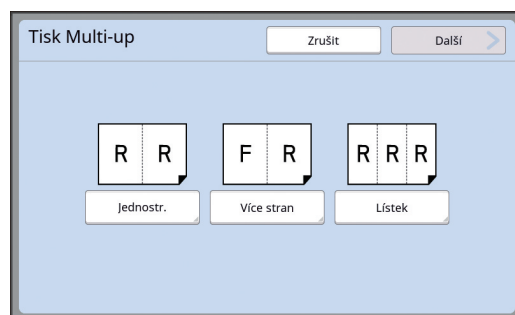 Tisk Multi-up
Zrušit
Další
R R
F R
R R R
Jednostr.
Více stran
Lístek